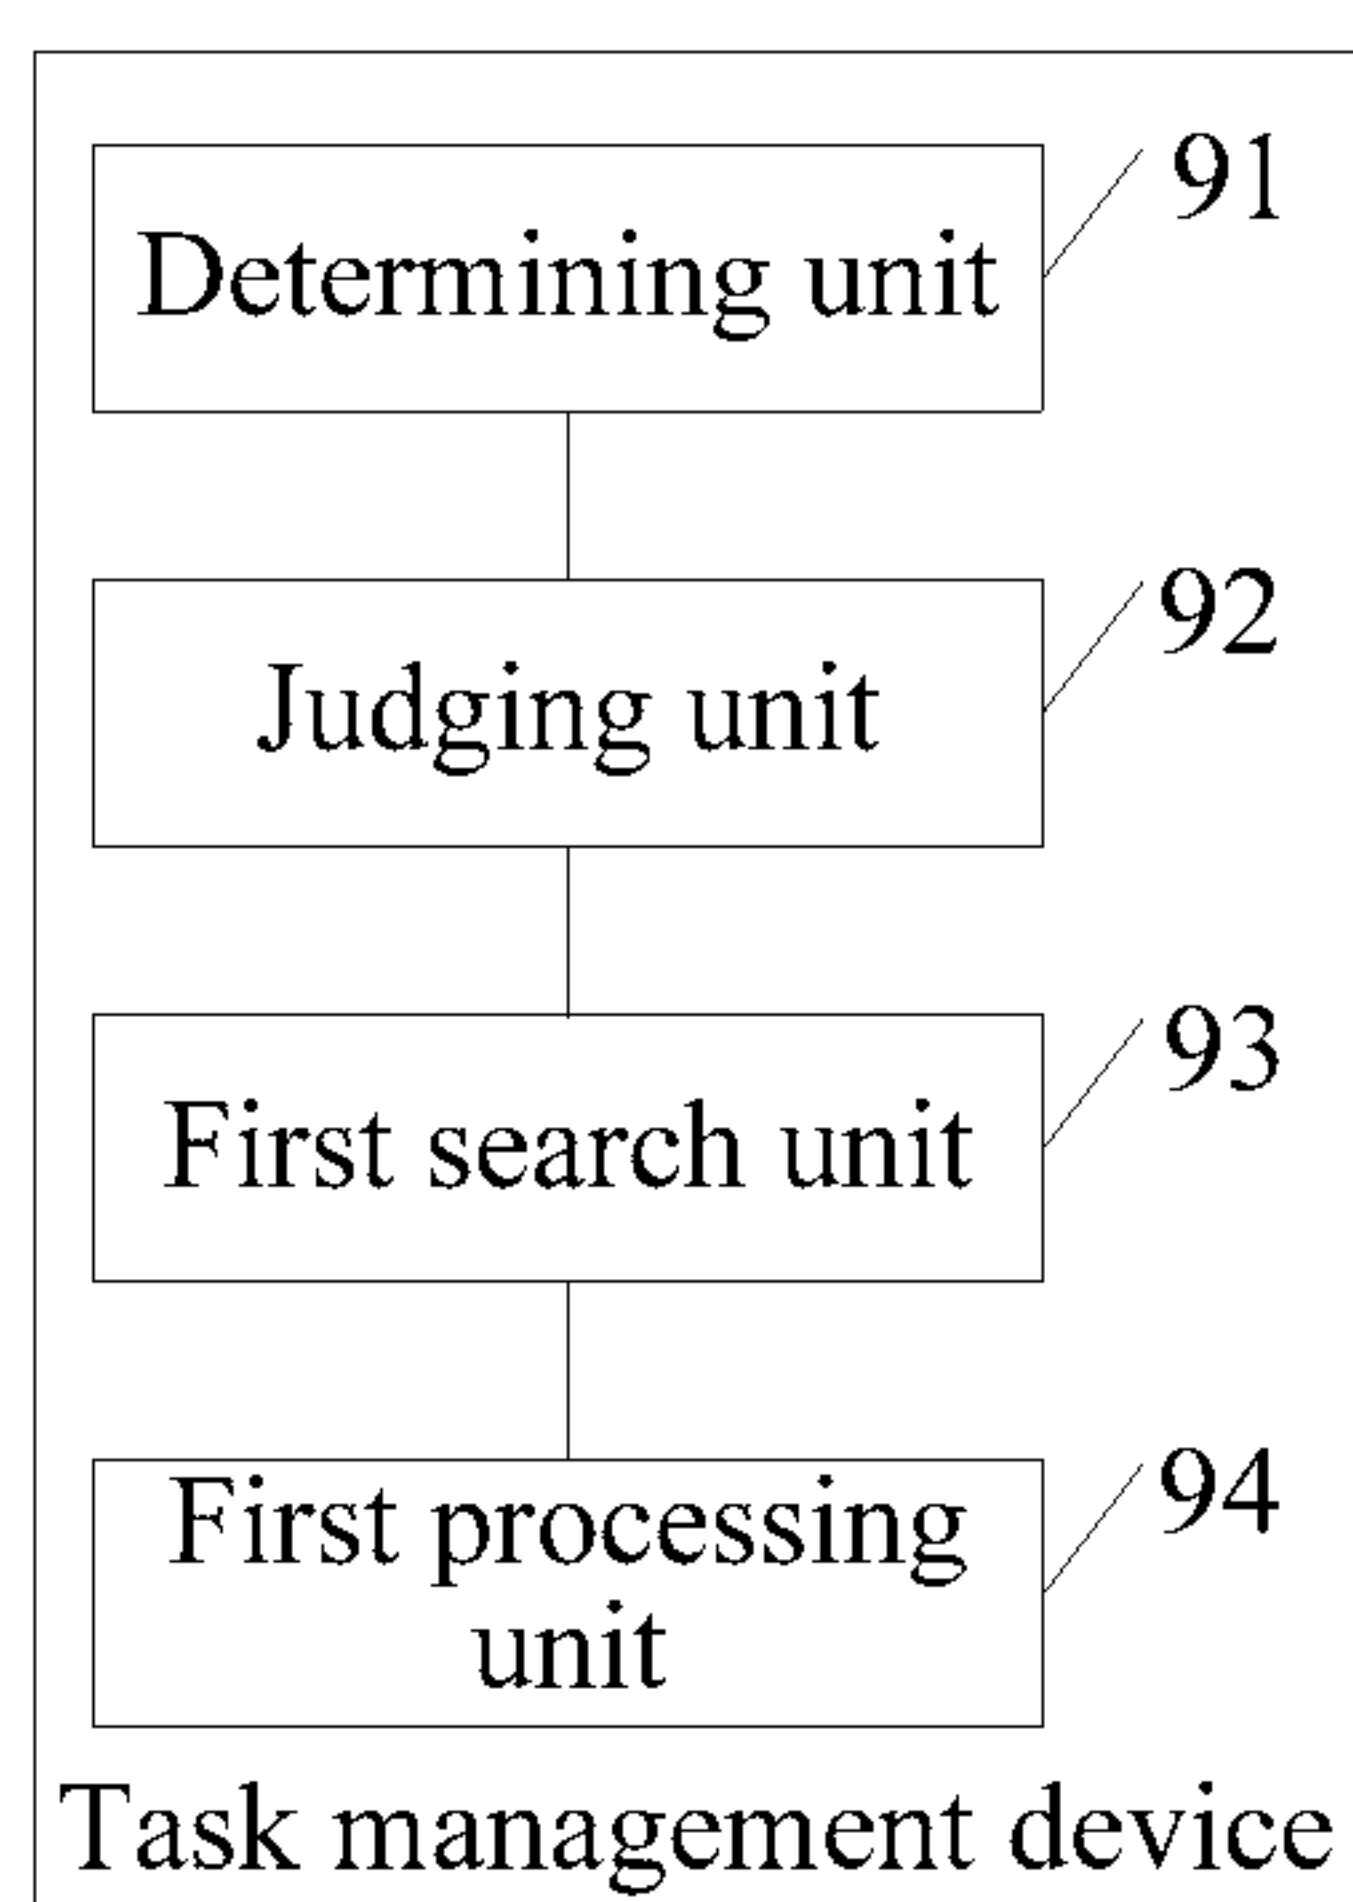 91
Determining unit
92
Judging unit
93
First search unit
94
First processing
unit
Task management device